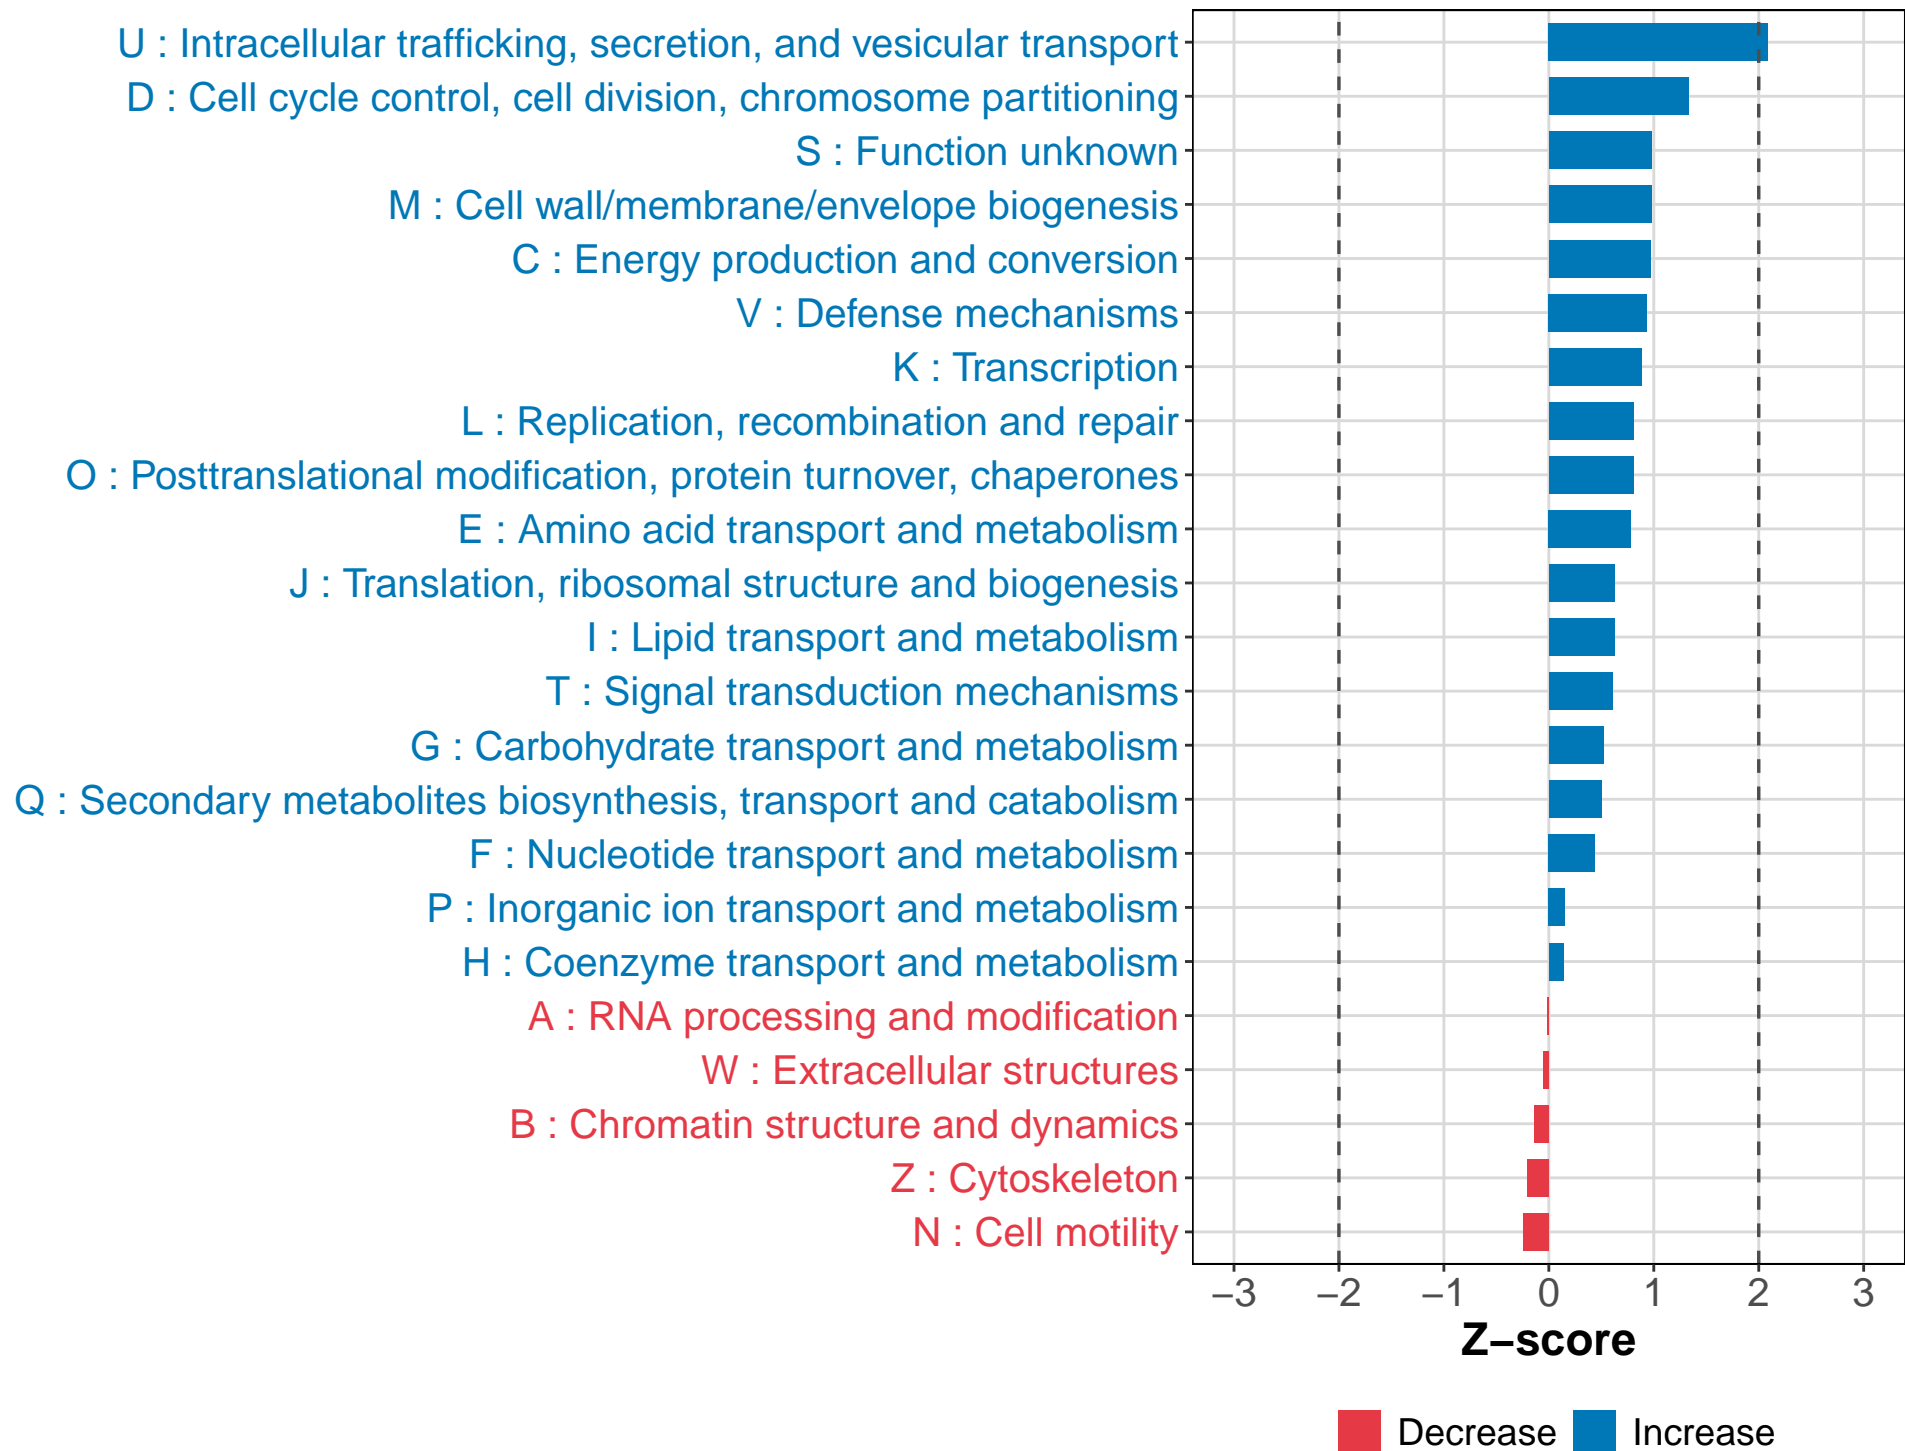 U : Intracellular trafficking, secretion, and vesicular transport
D : Cell cycle control, cell division, chromosome partitioning
S : Function unknown
M : Cell wall/membrane/envelope biogenesis
C : Energy production and conversion
V : Defense mechanisms
K : Transcription
L : Replication, recombination and repair
O : Posttranslational modification, protein turnover, chaperones
E : Amino acid transport and metabolism
J : Translation, ribosomal structure and biogenesis
I : Lipid transport and metabolism
T : Signal transduction mechanisms
G : Carbohydrate transport and metabolism
Q : Secondary metabolites biosynthesis, transport and catabolism
F : Nucleotide transport and metabolism
P : Inorganic ion transport and metabolism
H : Coenzyme transport and metabolism
A : RNA processing and modification
W : Extracellular structures
B : Chromatin structure and dynamics
Z : Cytoskeleton
N : Cell motility
−3 −2 −1 0 1 2 3
Z−score
Decrease Increase